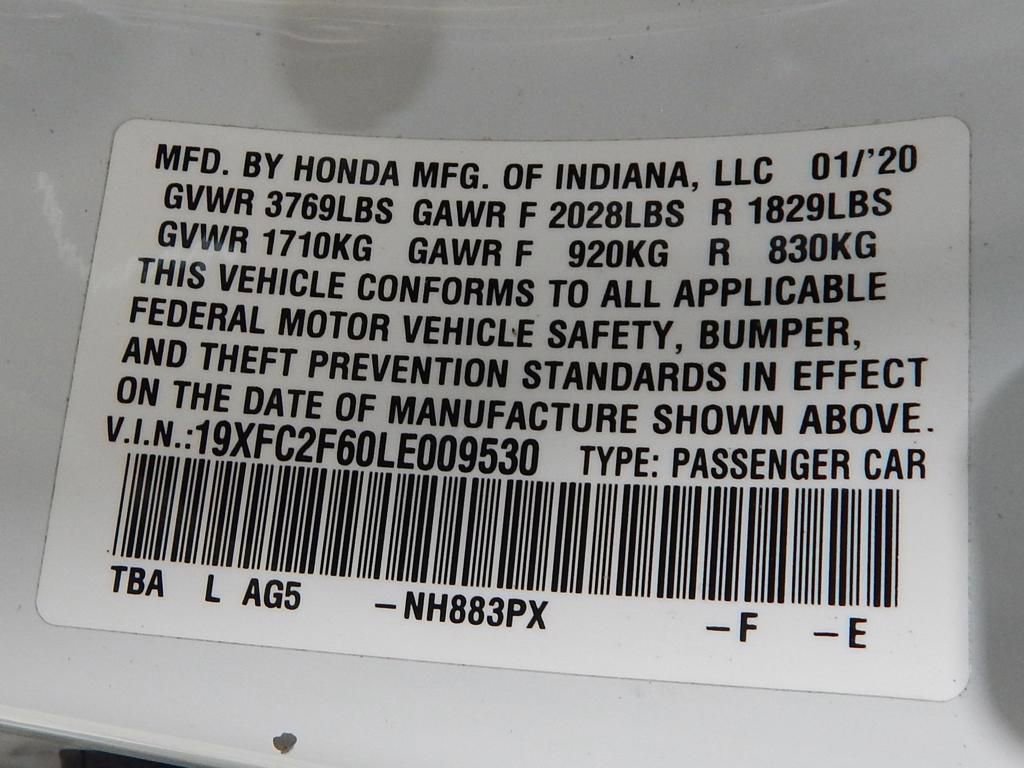 MFD. BY HONDA MFG. OF INDIANA, LLC 01/'20
GVWR 3769LBS GAWR F 2028LBS R 1829LBS
GVWR 1710KG GAWR F 920KG R 830KG
THIS VEHICLE CONFORMS TO ALL APPLICABLE
FEDERAL MOTOR VEHICLE SAFETY, BUMPER,
AND THEFT PREVENTION STANDARDS IN EFFECT
ON THE DATE OF MANUFACTURE SHOWN ABOVE.
V.I.N.:19XFC2F60LE009530 TYPE: PASSENGER CAR
TBA L AG5 –NH883PX –F –E